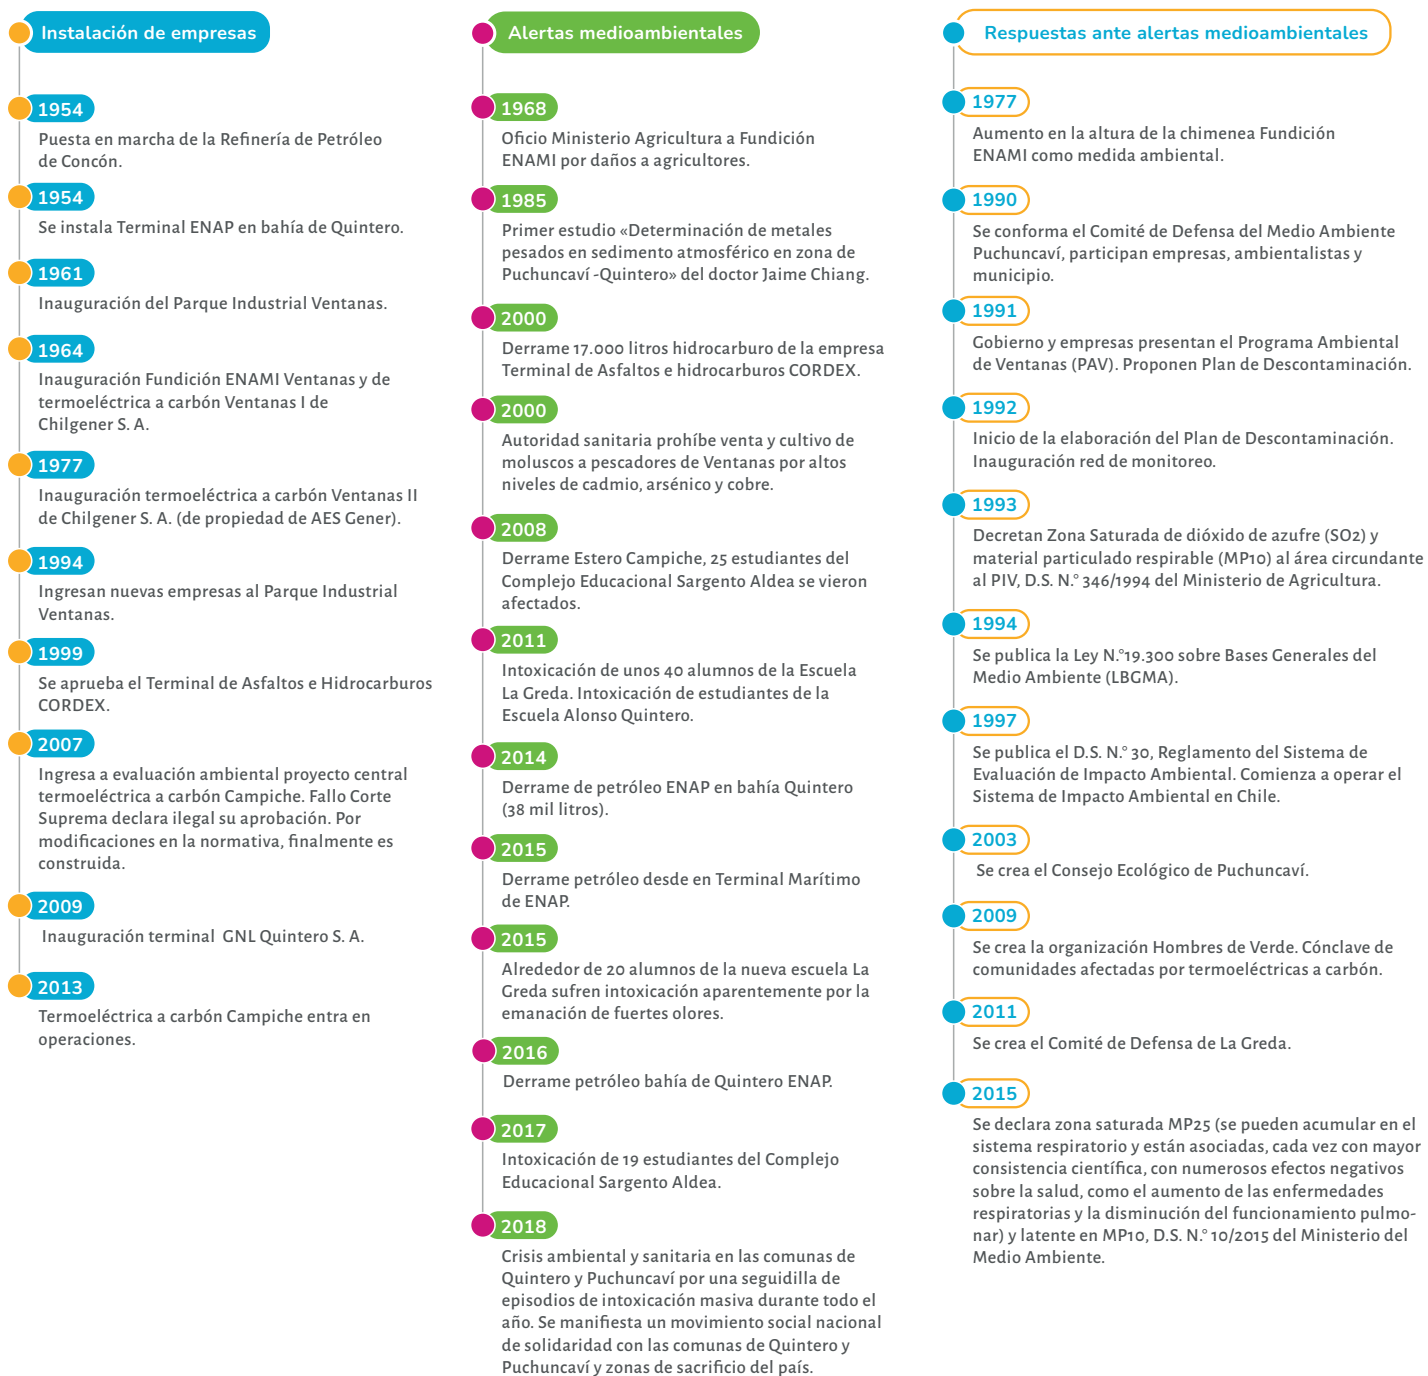 Instalación de empresas
1954
Puesta en marcha de la Refinería de Petróleo
de Concón.
1954
Se instala Terminal ENAP en bahía de Quintero.
1961
Inauguración del Parque Industrial Ventanas.
1964
Inauguración Fundición ENAMI Ventanas y de
termoeléctrica a carbón Ventanas I de
Chilgener S. A.
1977
Inauguración termoeléctrica a carbón Ventanas II
de Chilgener S. A. (de propiedad de AES Gener).
1994
Ingresan nuevas empresas al Parque Industrial
Ventanas.
1999
Se aprueba el Terminal de Asfaltos e Hidrocarburos
CORDEX.
2007
Ingresa a evaluación ambiental proyecto central
termoeléctrica a carbón Campiche. Fallo Corte
Suprema declara ilegal su aprobación. Por
modificaciones en la normativa, finalmente es
construida.
2009
Inauguración terminal  GNL Quintero S. A.
2013
Termoeléctrica a carbón Campiche entra en
operaciones.
Alertas medioambientales
1968
Oficio Ministerio Agricultura a Fundición
ENAMI por daños a agricultores.
1985
Primer estudio «Determinación de metales
pesados en sedimento atmosférico en zona de
Puchuncaví -Quintero» del doctor Jaime Chiang.
2000
Derrame 17.000 litros hidrocarburo de la empresa
Terminal de Asfaltos e hidrocarburos CORDEX.
2000
Autoridad sanitaria prohíbe venta y cultivo de
moluscos a pescadores de Ventanas por altos
niveles de cadmio, arsénico y cobre.
2008
Derrame Estero Campiche, 25 estudiantes del
Complejo Educacional Sargento Aldea se vieron
afectados.
2011
Intoxicación de unos 40 alumnos de la Escuela
La Greda. Intoxicación de estudiantes de la
Escuela Alonso Quintero.
2014
Derrame de petróleo ENAP en bahía Quintero
(38 mil litros).
2015
Derrame petróleo desde en Terminal Marítimo
de ENAP.
2015
Alrededor de 20 alumnos de la nueva escuela La
Greda sufren intoxicación aparentemente por la
emanación de fuertes olores.
2016
Derrame petróleo bahía de Quintero ENAP.
2017
Intoxicación de 19 estudiantes del Complejo
Educacional Sargento Aldea.
2018
Crisis ambiental y sanitaria en las comunas de
Quintero y Puchuncaví por una seguidilla de
episodios de intoxicación masiva durante todo el
año. Se manifiesta un movimiento social nacional
de solidaridad con las comunas de Quintero y
Puchuncaví y zonas de sacrificio del país.
Respuestas ante alertas medioambientales
1977
Aumento en la altura de la chimenea Fundición
ENAMI como medida ambiental.
1990
Se conforma el Comité de Defensa del Medio Ambiente
Puchuncaví, participan empresas, ambientalistas y
municipio.
1991
Gobierno y empresas presentan el Programa Ambiental
de Ventanas (PAV). Proponen Plan de Descontaminación.
1992
Inicio de la elaboración del Plan de Descontaminación.
Inauguración red de monitoreo.
1993
Decretan Zona Saturada de dióxido de azufre (SO2) y
material particulado respirable (MP10) al área circundante
al PIV, D.S. N.° 346/1994 del Ministerio de Agricultura.
1994
Se publica la Ley N.°19.300 sobre Bases Generales del
Medio Ambiente (LBGMA).
1997
Se publica el D.S. N.° 30, Reglamento del Sistema de
Evaluación de Impacto Ambiental. Comienza a operar el
Sistema de Impacto Ambiental en Chile.
2003
Se crea el Consejo Ecológico de Puchuncaví.
2009
Se crea la organización Hombres de Verde. Cónclave de
comunidades afectadas por termoeléctricas a carbón.
2011
Se crea el Comité de Defensa de La Greda.
2015
Se declara zona saturada MP25 (se pueden acumular en el
sistema respiratorio y están asociadas, cada vez con mayor
consistencia científica, con numerosos efectos negativos
sobre la salud, como el aumento de las enfermedades
respiratorias y la disminución del funcionamiento pulmo-
nar) y latente en MP10, D.S. N.° 10/2015 del Ministerio del
Medio Ambiente.